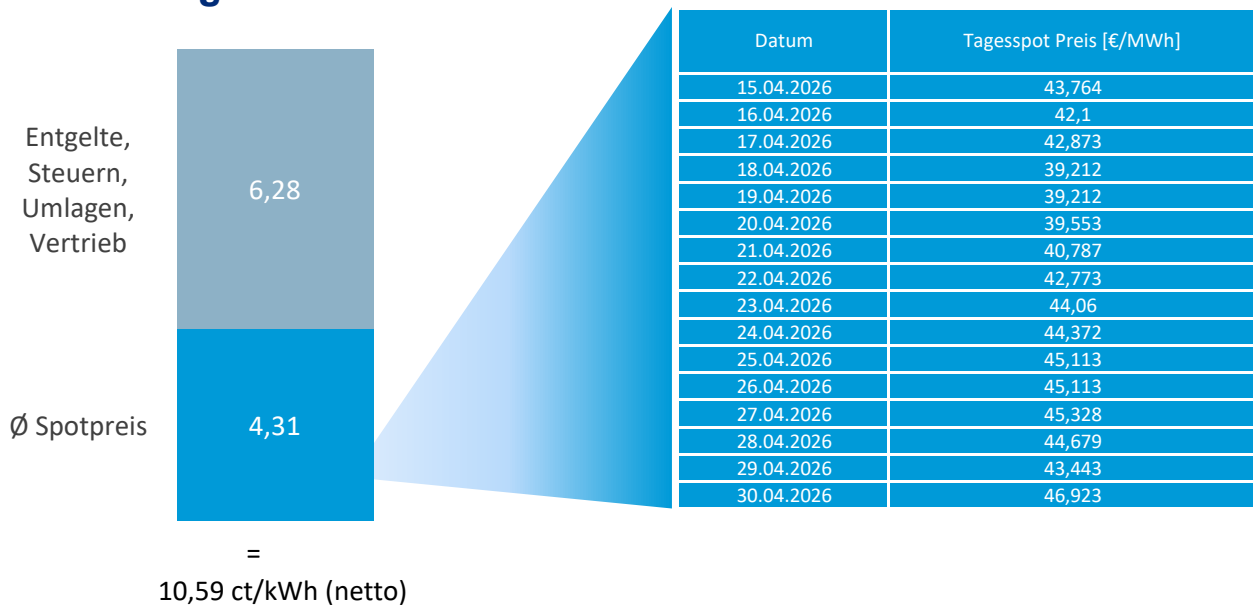 Entgelte,
Steuern,
Umlagen,
Vertrieb
6,28
Ø Spotpreis
4,31
=
10,59 ct/kWh (netto)
Datum Tagesspot Preis [€/MWh]
15.04.2026 43,764
16.04.2026 42,1
17.04.2026 42,873
18.04.2026 39,212
19.04.2026 39,212
20.04.2026 39,553
21.04.2026 40,787
22.04.2026 42,773
23.04.2026 44,06
24.04.2026 44,372
25.04.2026 45,113
26.04.2026 45,113
27.04.2026 45,328
28.04.2026 44,679
29.04.2026 43,443
30.04.2026 46,923